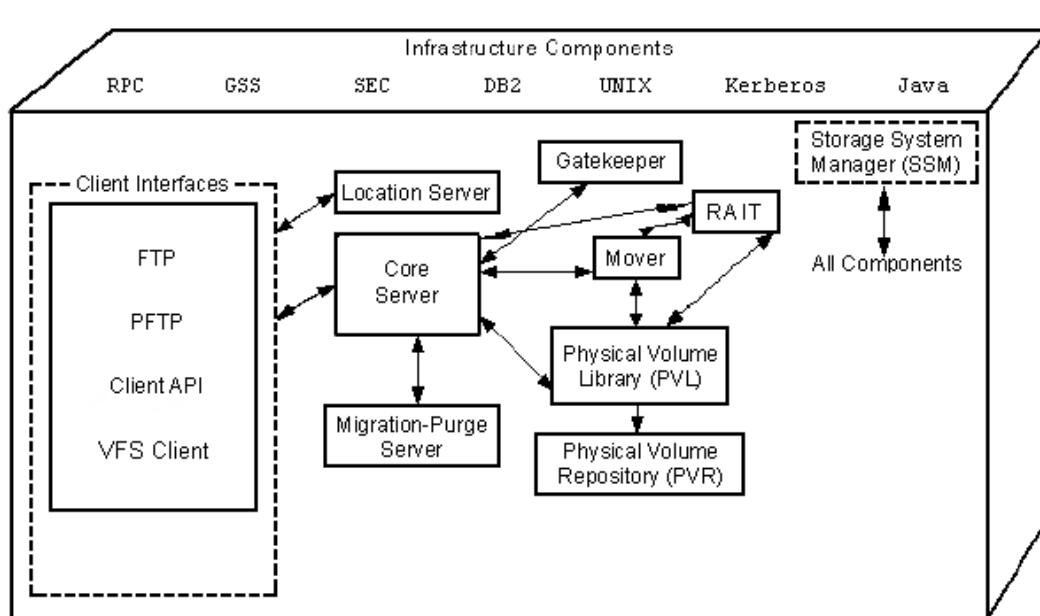 Infrastructure Components
RPC GSS SEC DB2 UNIX Kerberos Java
Storage System
Manager (SSM)
All Components
Client Interfaces
FTP
PFTP
Client API
VFS Client
Location Server
Core
Server
Migration-Purge
Server
Gatekeeper
RAIT
Mover
Physical Volume
Library (PVL)
Physical Volume
Repository (PVR)